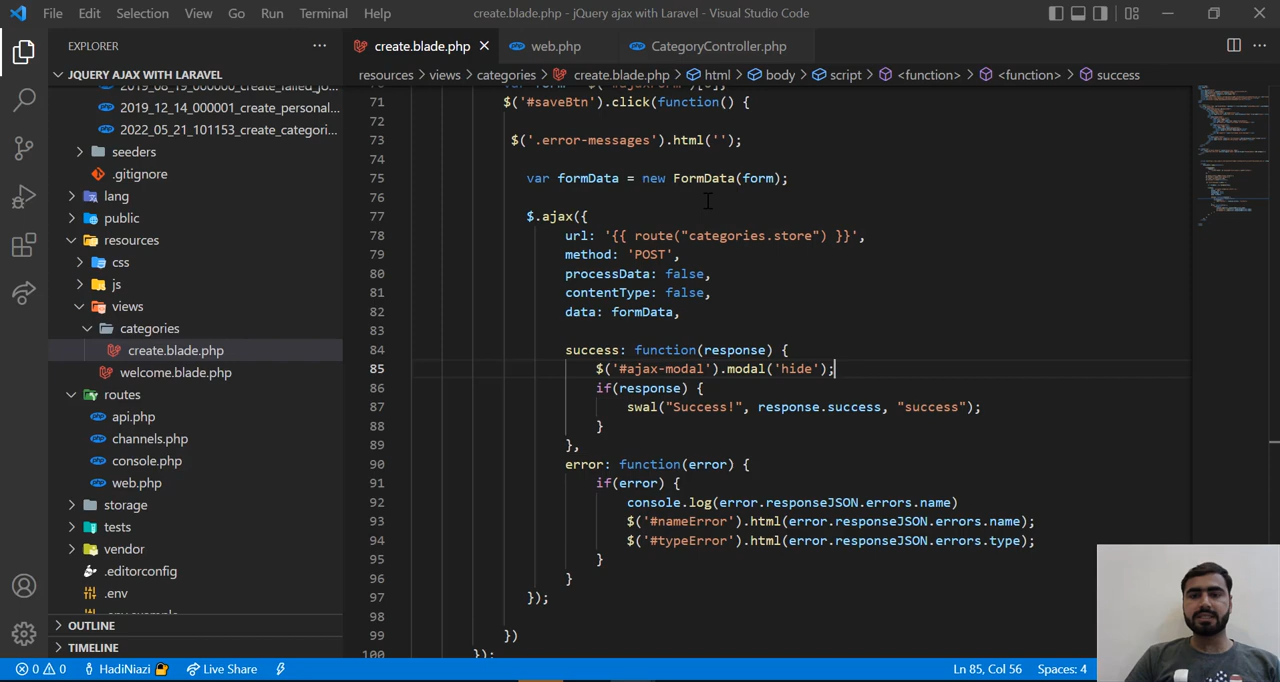 File Edit Selection View Go Run Terminal Help create.blade.php - jQuery ajax with Laravel - Visual Studio Code
EXPLORER
create.blade.php web.php CategoryController.php
JQUERY AJAX WITH LARAVEL
resources > views > categories > create.blade.php > html > body > script > <function> > <function> > success
2019_08_19_000000_create_failed_jo...
2019_12_14_000001_create_personal...
2022_05_21_101153_create_categori...
seeders
.gitignore
lang
public
resources
css
js
views
categories
create.blade.php
welcome.blade.php
routes
api.php
channels.php
console.php
web.php
storage
tests
vendor
.editorconfig
.env
OUTLINE
TIMELINE
71 $('#saveBtn').click(function() {
72
73 $('.error-messages').html('');
74
75 var formData = new FormData(form);
76
77 $.ajax({
78 url: '{{ route("categories.store") }}',
79 method: 'POST',
80 processData: false,
81 contentType: false,
82 data: formData,
83
84 success: function(response) {
85 $('#ajax-modal').modal('hide');
86 if(response) {
87 swal("Success!", response.success, "success");
88 }
89 },
90 error: function(error) {
91 if(error) {
92 console.log(error.responseJSON.errors.name)
93 $('#nameError').html(error.responseJSON.errors.name);
94 $('#typeError').html(error.responseJSON.errors.type);
95 }
96 }
97 });
98
99 })
100 });
0 0 HadiNiazi Live Share Ln 85, Col 56 Spaces: 4